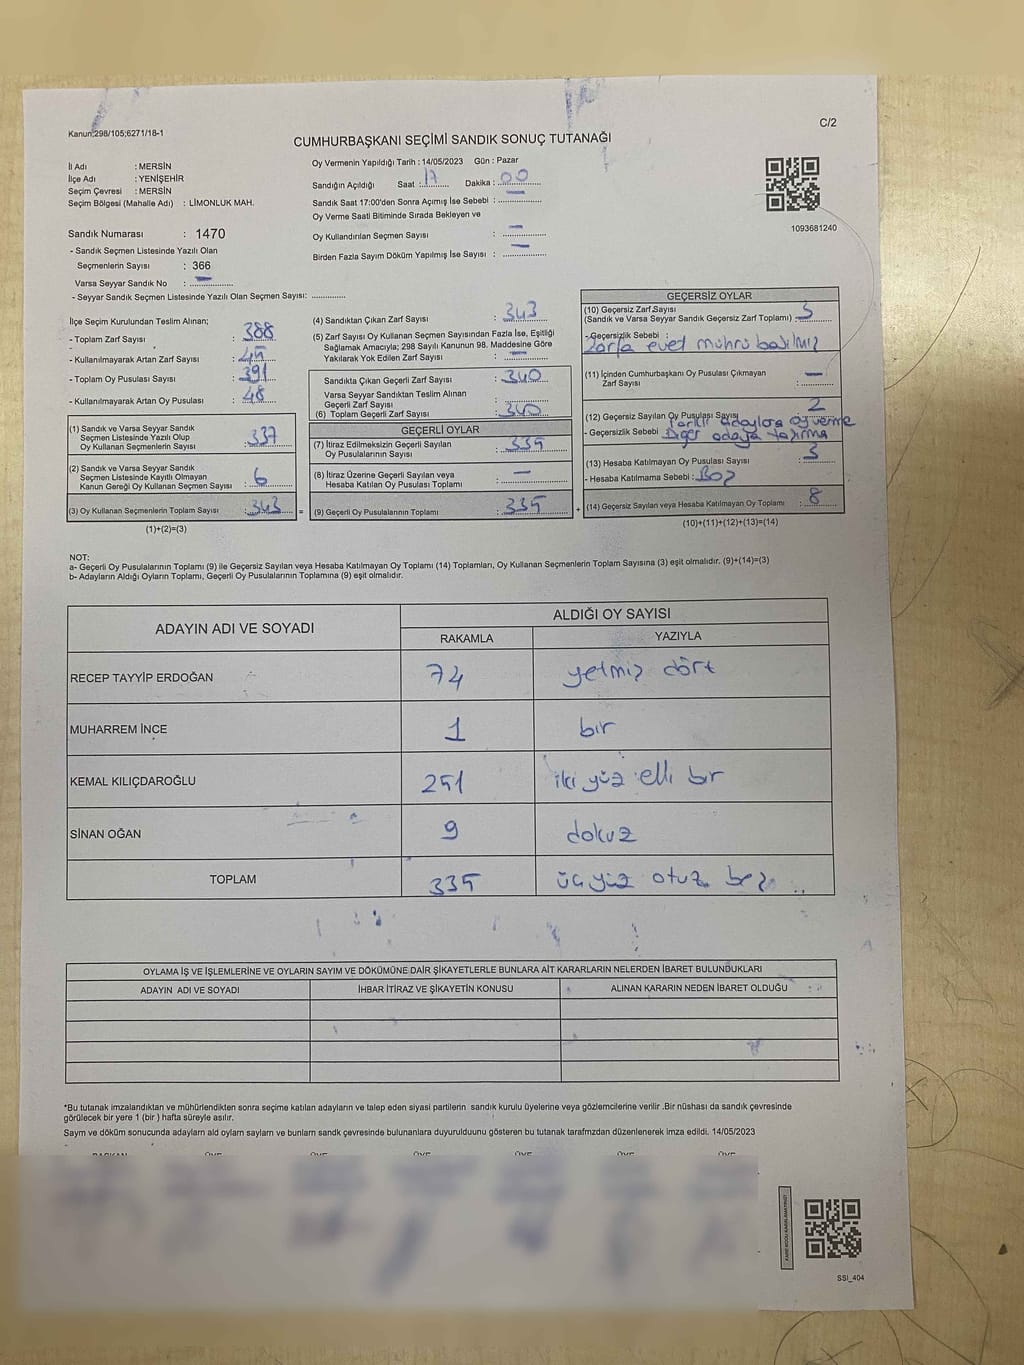 Kanun:298/105;6271/18-1
C/2
CUMHURBAŞKANI SEÇİMİ SANDIK SONUÇ TUTANAĞI
İl Adı : MERSİN
İlçe Adı : YENİŞEHİR
Seçim Çevresi : MERSİN
Seçim Bölgesi (Mahalle Adı) : LİMONLUK MAH.
Sandık Numarası : 1470
- Sandık Seçmen Listesinde Yazılı Olan
Seçmenlerin Sayısı : 366
Varsa Seyyar Sandık No : —
- Seyyar Sandık Seçmen Listesinde Yazılı Olan Seçmen Sayısı: ..............
Oy Vermenin Yapıldığı Tarih : 14/05/2023 Gün : Pazar
Sandığın Açıldığı Saat : 17 Dakika : 00
Sandık Saat 17:00'den Sonra Açımış İse Sebebi : —
Oy Verme Saati Bitiminde Sırada Bekleyen ve
Oy Kullandırılan Seçmen Sayısı : —
Birden Fazla Sayım Döküm Yapılmış İse Sayısı : —
1093681240
İlçe Seçim Kurulundan Teslim Alınan;
- Toplam Zarf Sayısı : 388
- Kullanılmayarak Artan Zarf Sayısı : 45
- Toplam Oy Pusulası Sayısı : 391
- Kullanılmayarak Artan Oy Pusulası : 48
(1) Sandık ve Varsa Seyyar Sandık
Seçmen Listesinde Yazılı Olup
Oy Kullanan Seçmenlerin Sayısı : 337
(2) Sandık ve Varsa Seyyar Sandık
Seçmen Listesinde Kayıtlı Olmayan
Kanun Gereği Oy Kullanan Seçmen Sayısı : 6
(3) Oy Kullanan Seçmenlerin Toplam Sayısı : 343 =
(1)+(2)=(3)
(4) Sandıktan Çıkan Zarf Sayısı : 343
(5) Zarf Sayısı Oy Kullanan Seçmen Sayısından Fazla İse, Eşitliği
Sağlamak Amacıyla; 298 Sayılı Kanunun 98. Maddesine Göre
Yakılarak Yok Edilen Zarf Sayısı : —
Sandıkta Çıkan Geçerli Zarf Sayısı : 340
Varsa Seyyar Sandıktan Teslim Alınan
Geçerli Zarf Sayısı
(6) Toplam Geçerli Zarf Sayısı : 340
GEÇERLİ OYLAR
(7) İtiraz Edilmeksizin Geçerli Sayılan
Oy Pusulalarının Sayısı : 335
(8) İtiraz Üzerine Geçerli Sayılan veya
Hesaba Katılan Oy Pusulası Toplamı : —
(9) Geçerli Oy Pusulalarının Toplamı : 335 +
GEÇERSİZ OYLAR
(10) Geçersiz Zarf Sayısı
(Sandık ve Varsa Seyyar Sandık Geçersiz Zarf Toplamı) : 3
-Geçersizlik Sebebi :
Zarfa evet mührü basılmış
(11) İçinden Cumhurbaşkanı Oy Pusulası Çıkmayan
Zarf Sayısı : —
(12) Geçersiz Sayılan Oy Pusulası Sayısı 2
- Geçersizlik Sebebi : Farklı adaylara oy verme
Diğer adaya taşırma
(13) Hesaba Katılmayan Oy Pusulası Sayısı : 3
- Hesaba Katılmama Sebebi : Boş
(14) Geçersiz Sayılan veya Hesaba Katılmayan Oy Toplamı : 8
(10)+(11)+(12)+(13)=(14)
NOT:
a- Geçerli Oy Pusulalarının Toplamı (9) ile Geçersiz Sayılan veya Hesaba Katılmayan Oy Toplamı (14) Toplamları, Oy Kullanan Seçmenlerin Toplam Sayısına (3) eşit olmalıdır. (9)+(14)=(3)
b- Adayların Aldığı Oyların Toplamı, Geçerli Oy Pusulalarının Toplamına (9) eşit olmalıdır.
ADAYIN ADI VE SOYADI
ALDIĞI OY SAYISI
RAKAMLA YAZIYLA
RECEP TAYYİP ERDOĞAN 74 yetmiş dört
MUHARREM İNCE 1 bir
KEMAL KILIÇDAROĞLU 251 iki yüz elli bir
SİNAN OĞAN 9 dokuz
TOPLAM 335 üç yüz otuz beş
OYLAMA İŞ VE İŞLEMLERİNE VE OYLARIN SAYIM VE DÖKÜMÜNE DAİR ŞİKAYETLERLE BUNLARA AİT KARARLARIN NELERDEN İBARET BULUNDUKLARI
ADAYIN ADI VE SOYADI İHBAR İTİRAZ VE ŞİKAYETİN KONUSU ALINAN KARARIN NEDEN İBARET OLDUĞU
*Bu tutanak imzalandıktan ve mühürlendikten sonra seçime katılan adayların ve talep eden siyasi partilerin sandık kurulu üyelerine veya gözlemcilerine verilir .Bir nüshası da sandık çevresinde
görülecek bir yere 1 (bir ) hafta süreyle asılır.
Saym ve döküm sonucunda adaylarn ald oylarn saylarn ve bunlarn sandk çevresinde bulunanlara duyurulduunu gösteren bu tutanak tarafmzdan düzenlenerek imza edildi. 14/05/2023
BAŞKAN ÜYE ÜYE ÜYE ÜYE ÜYE ÜYE
SSI_404